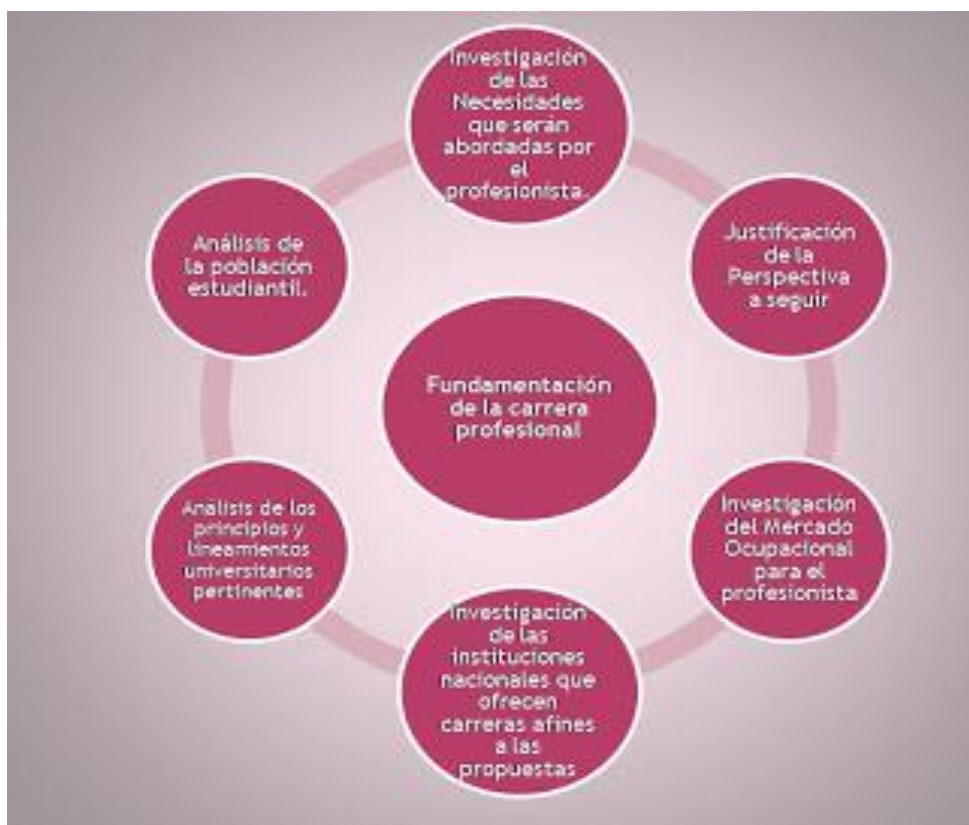 Investigación
de las
Necesidades
que serán
abordadas por
el
profesionista.
Justificación
de la
Perspectiva
a seguir
Investigación
del Mercado
Ocupacional
para el
profesionista
Investigación
de las
instituciones
nacionales que
ofrecen
carreras afines
a las
propuestas
Análisis de los
principios y
lineamientos
universitarios
pertinentes
Análisis de
la población
estudiantil.
Fundamentación
de la carrera
profesional